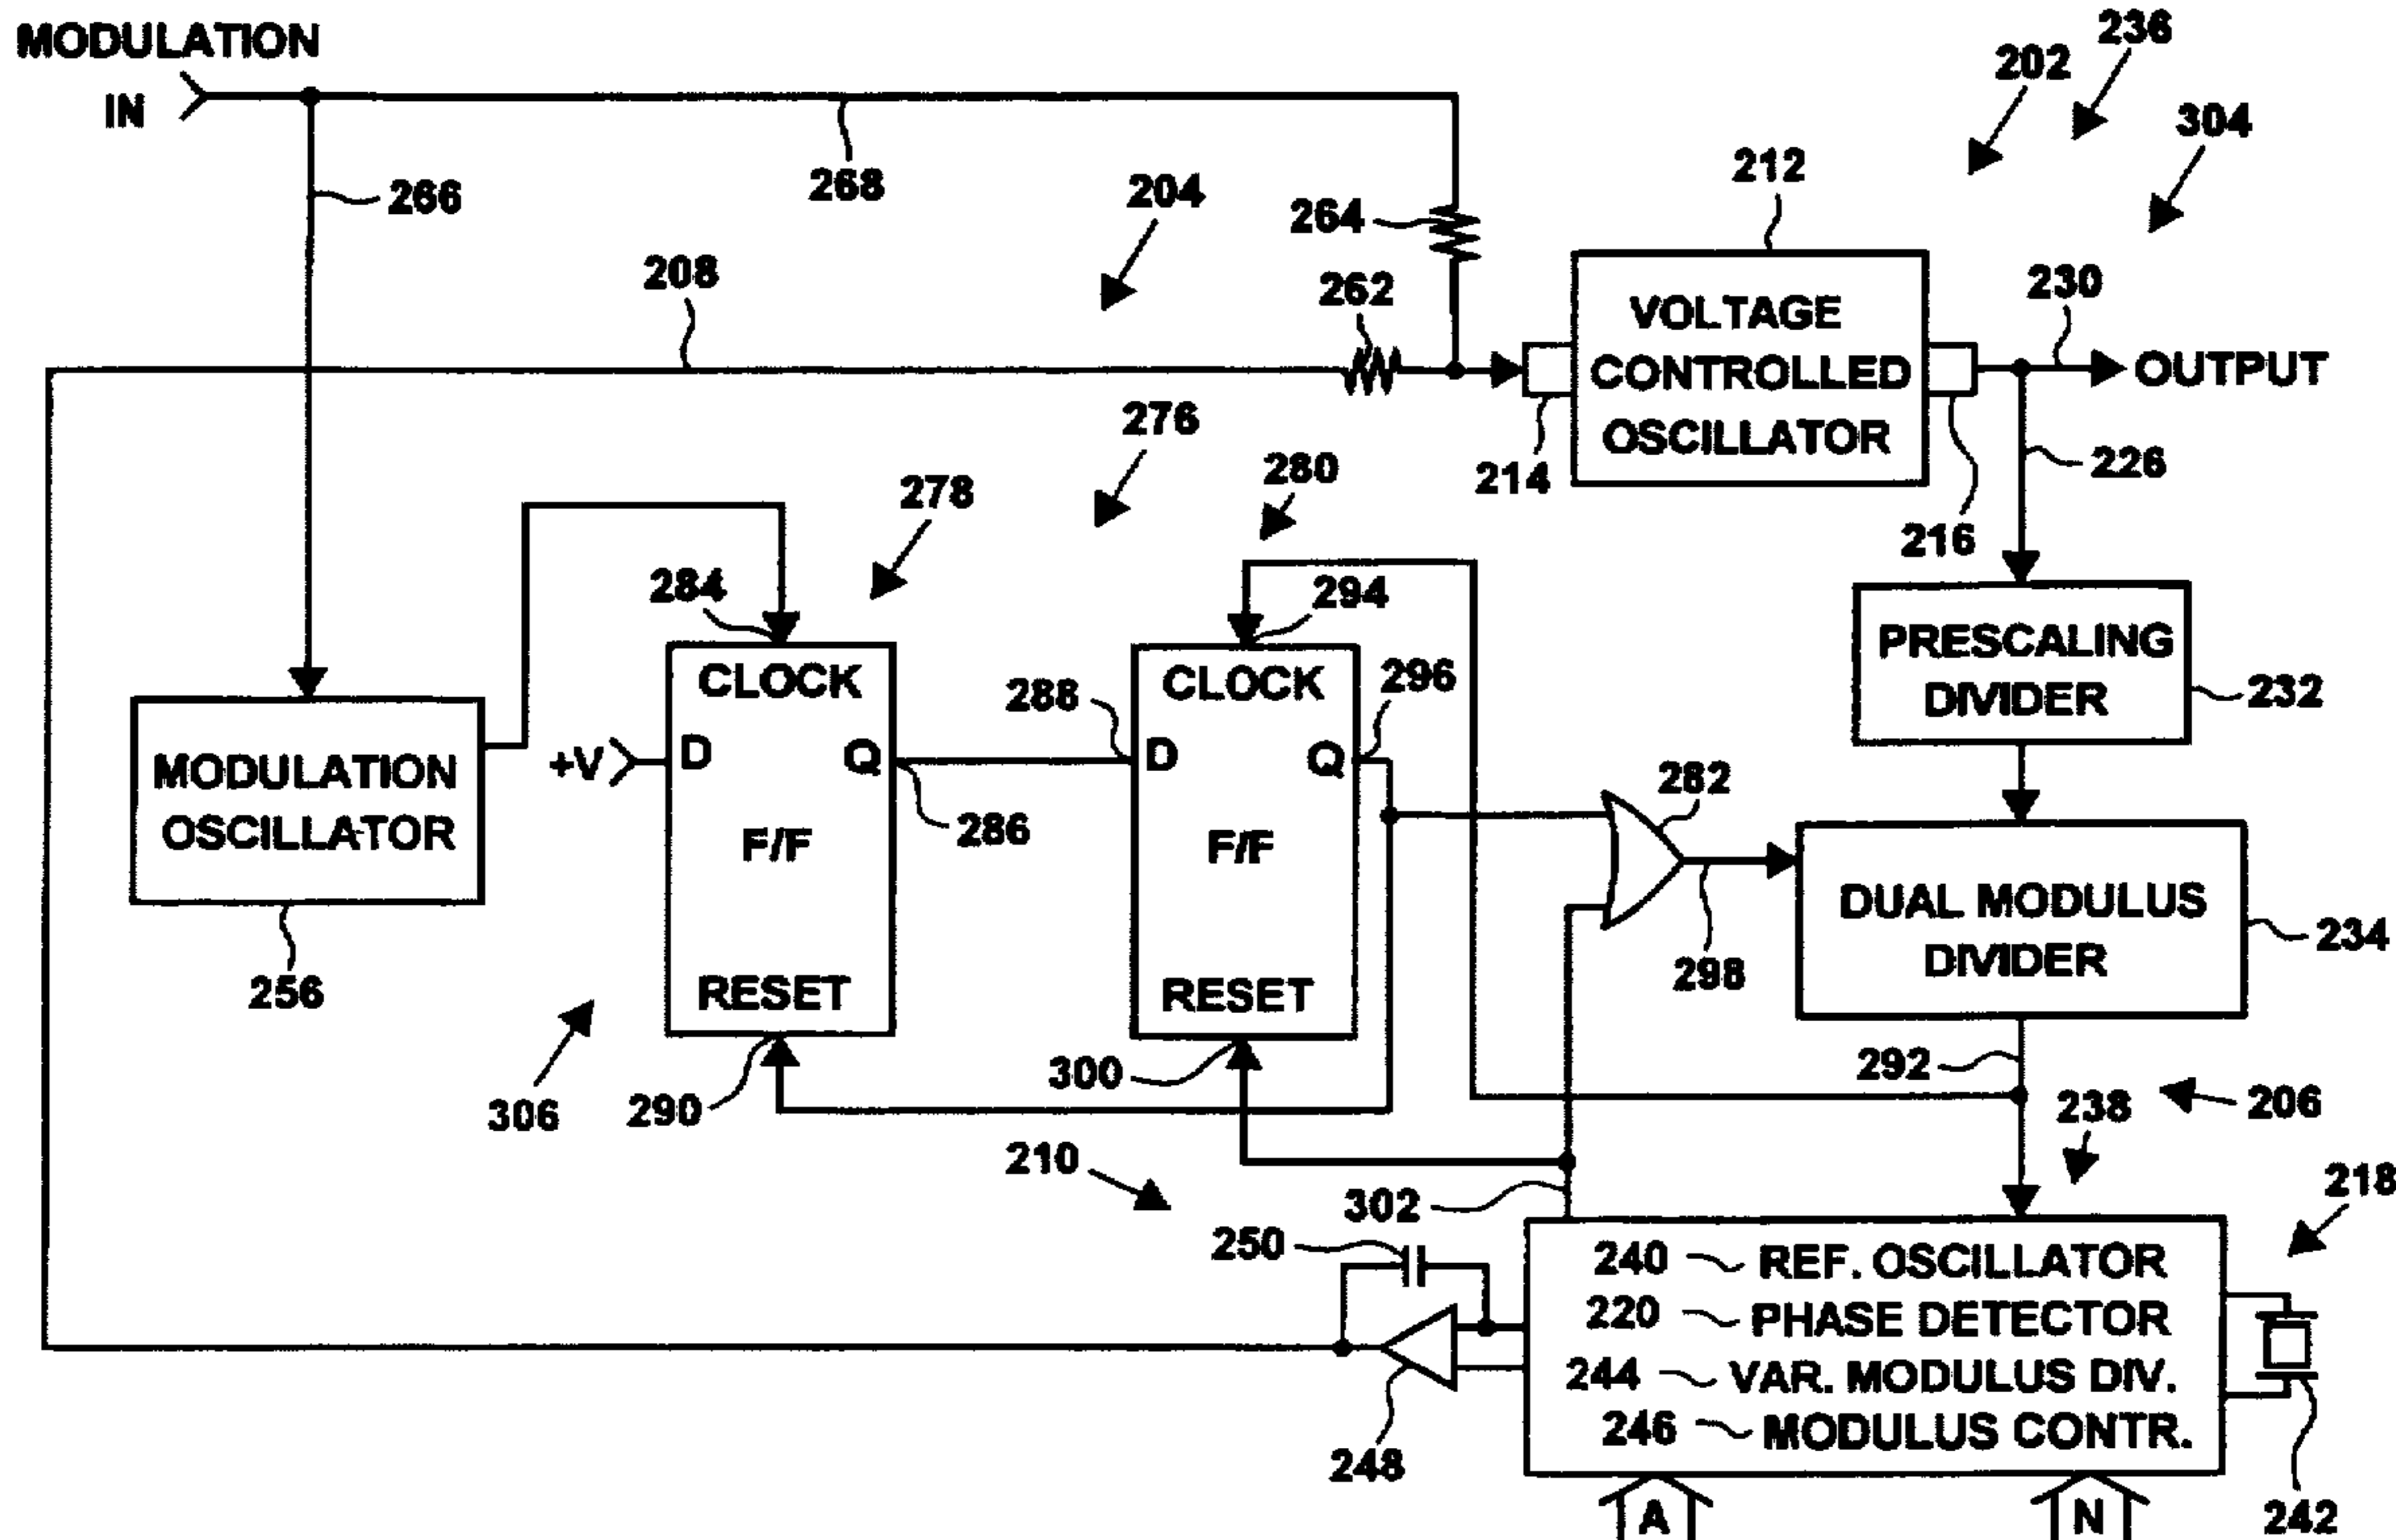 MODULATION
IN
266
268
204
202
236
304
264
212
208
262
VOLTAGE
CONTROLLED
OSCILLATOR
230
OUTPUT
214
216
226
276
278
280
284
294
CLOCK
D
Q
F/F
RESET
+V
286
288
290
CLOCK
D
Q
F/F
RESET
296
300
MODULATION
OSCILLATOR
256
306
PRESCALING
DIVIDER
232
282
298
DUAL MODULUS
DIVIDER
234
292
238
206
210
302
218
250
248
240 REF. OSCILLATOR
220 PHASE DETECTOR
244 VAR. MODULUS DIV.
246 MODULUS CONTR.
242
A
N